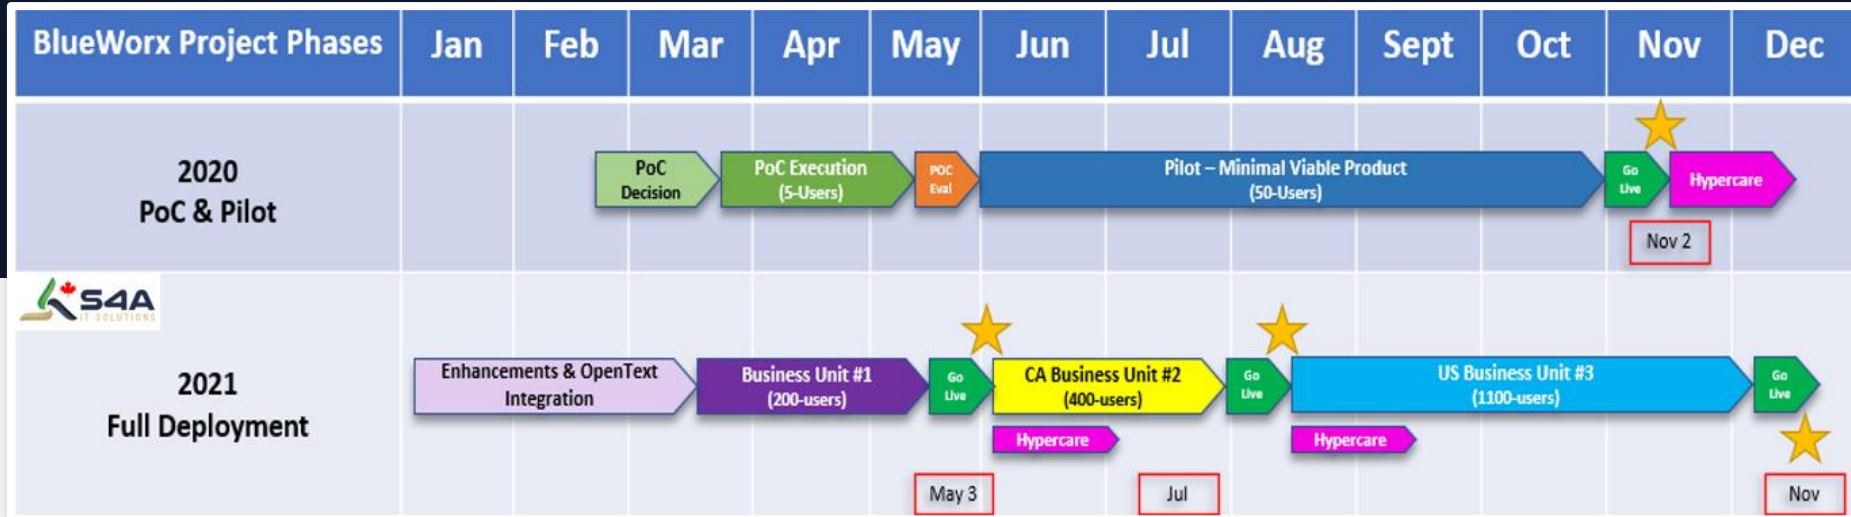 BlueWorx Project Phases Jan Feb Mar Apr May Jun Jul Aug Sept Oct Nov Dec
2020
PoC & Pilot
PoC
Decision
PoC Execution
(5-Users)
POC
Eval
Pilot – Minimal Viable Product
(50-Users)
Go
Live
Hypercare
Nov 2
S4A
IT SOLUTIONS
2021
Full Deployment
Enhancements & OpenText
Integration
Business Unit #1
(200-users)
Go
Live
CA Business Unit #2
(400-users)
Go
Live
US Business Unit #3
(1100-users)
Go
Live
Hypercare
Hypercare
May 3
Jul
Nov